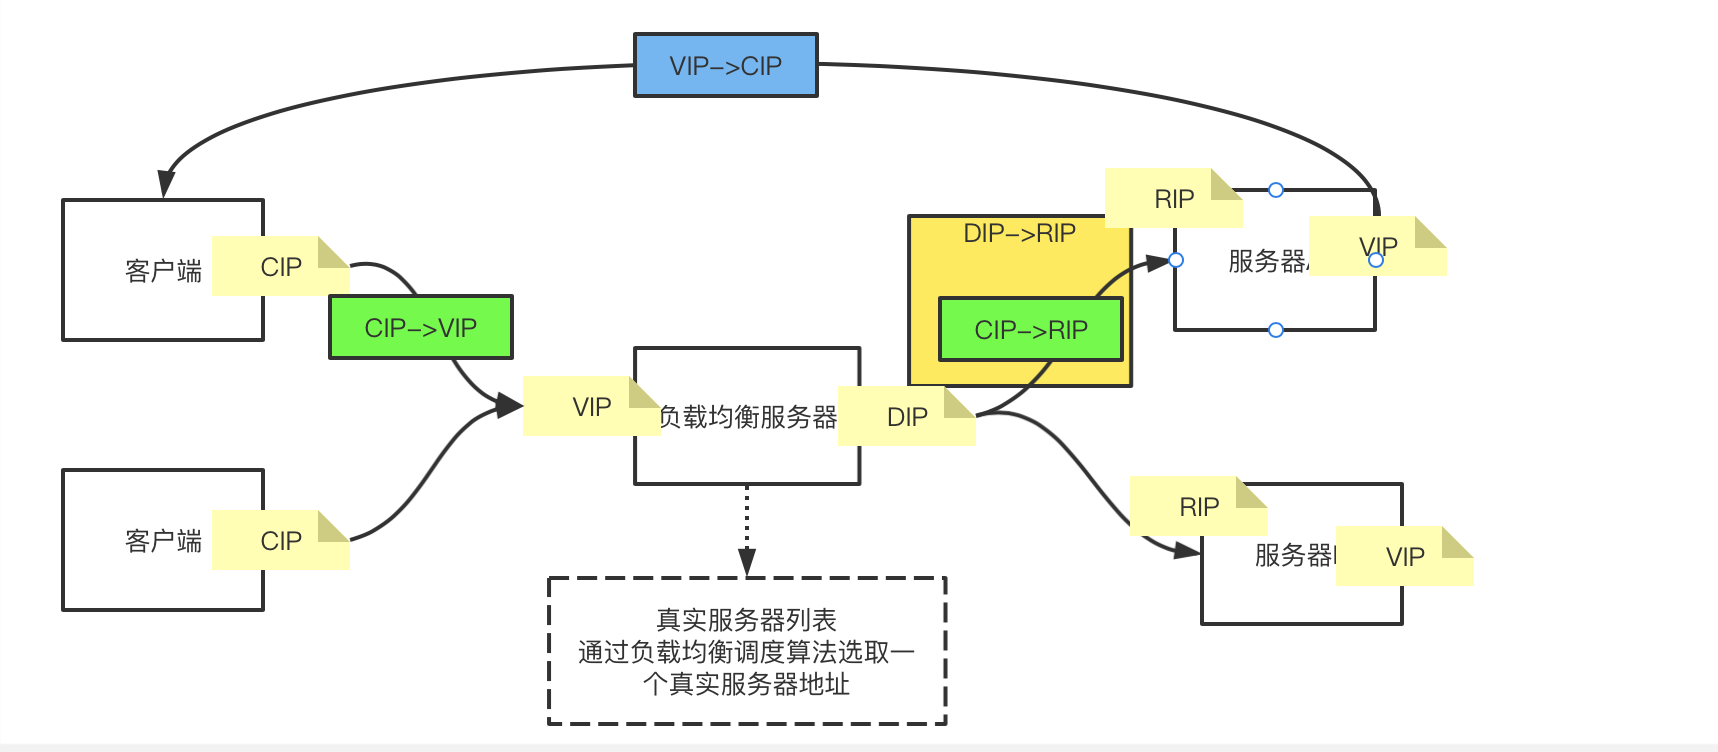 VIP->CIP
RIP
DIP->RIP
服务器
VIP
客户端
CIP
CIP->VIP
CIP->RIP
VIP
负载均衡服务器
DIP
客户端
CIP
RIP
服务器
VIP
真实服务器列表
通过负载均衡调度算法选取一
个真实服务器地址